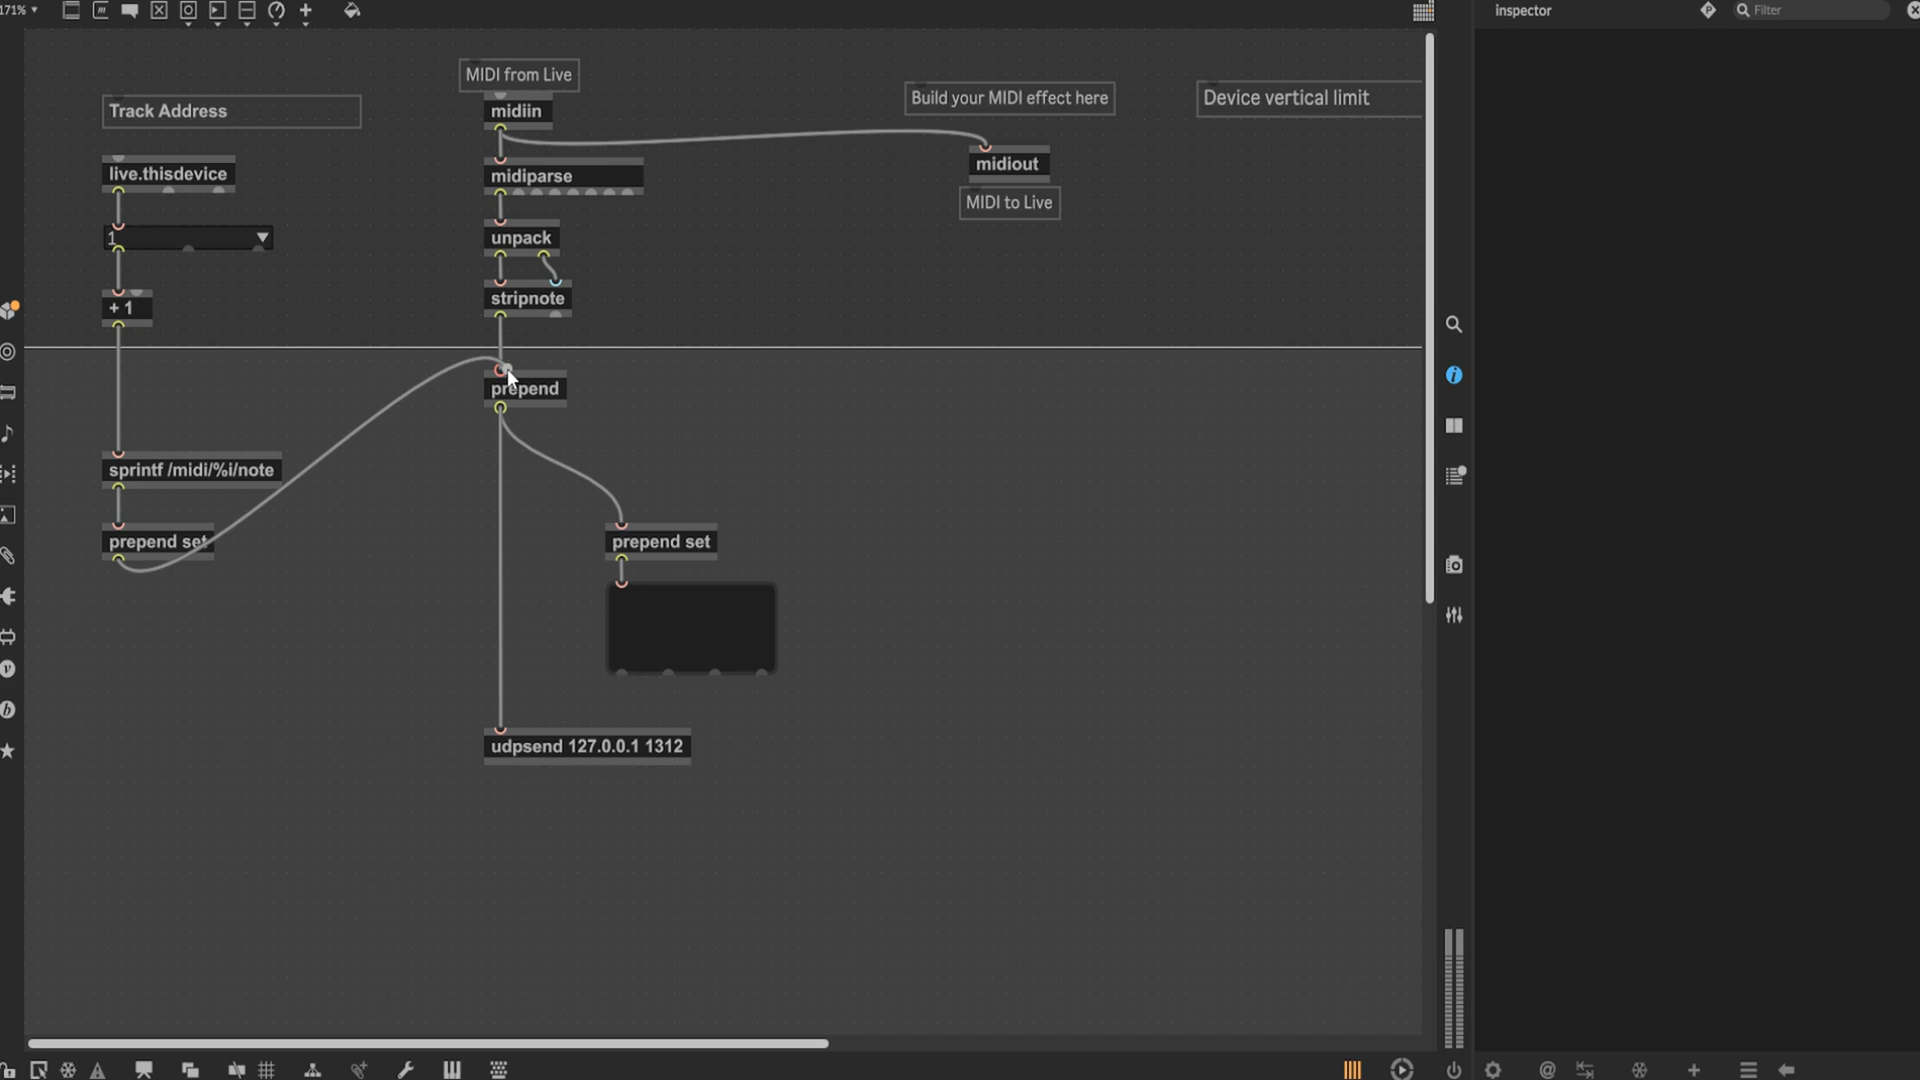 171%
inspector
Filter
MIDI from Live
Track Address
midiin
Build your MIDI effect here
Device vertical limit
live.thisdevice
midiparse
midiout
MIDI to Live
1
unpack
+ 1
stripnote
prepend
sprintf /midi/%i/note
prepend set
prepend set
udpsend 127.0.0.1 1312